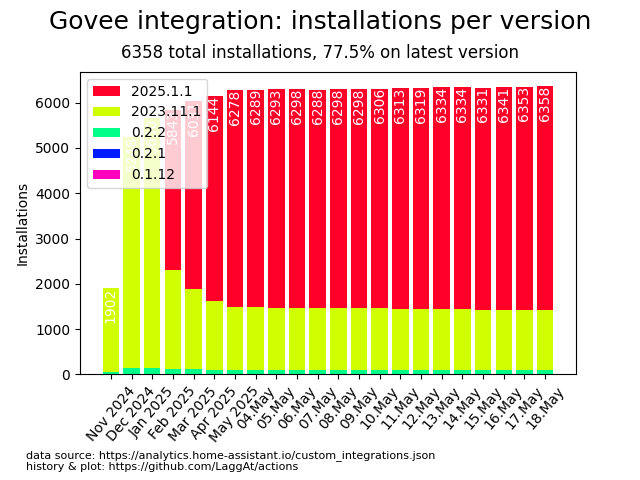 Govee integration: installations per version
6358 total installations, 77.5% on latest version
2025.1.1
2023.11.1
0.2.2
0.2.1
0.1.12
Installations
6000
5000
4000
3000
2000
1000
0
1902
6144
6278
6289
6293
6298
6288
6298
6298
6306
6313
6319
6334
6334
6331
6341
6353
6358
Nov 2024
Dec 2024
Jan 2025
Feb 2025
Mar 2025
Apr 2025
May 2025
04.May
05.May
06.May
07.May
08.May
09.May
10.May
11.May
12.May
13.May
14.May
15.May
16.May
17.May
18.May
data source: https://analytics.home-assistant.io/custom_integrations.json
history & plot: https://github.com/LaggAt/actions